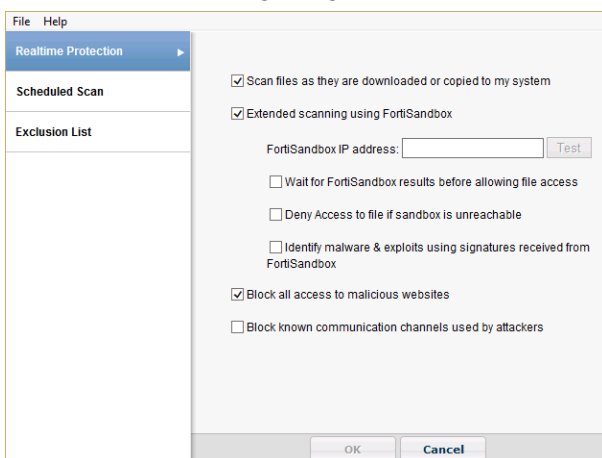 File Help
Realtime Protection
Scheduled Scan
Exclusion List
Scan files as they are downloaded or copied to my system
Extended scanning using FortiSandbox
FortiSandbox IP address: Test
Wait for FortiSandbox results before allowing file access
Deny Access to file if sandbox is unreachable
Identify malware & exploits using signatures received from
FortiSandbox
Block all access to malicious websites
Block known communication channels used by attackers
OK Cancel